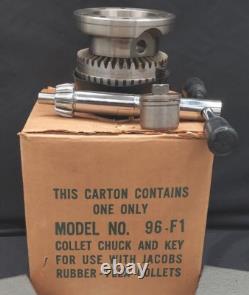 THIS CARTON CONTAINS
ONE ONLY
MODEL NO. 96-F1
COLLET CHUCK AND KEY
FOR USE WITH JACOBS
RUBBER-FLEX COLLETS